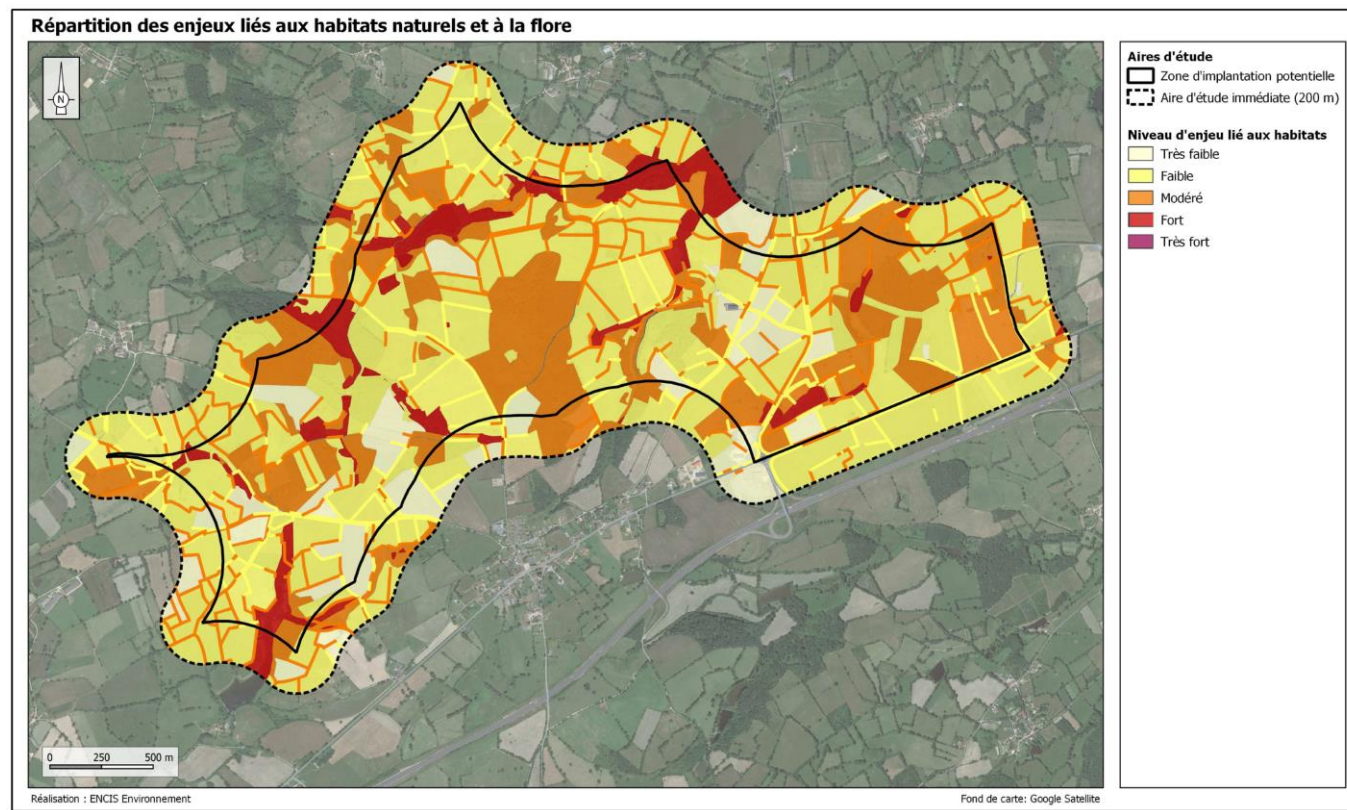 Répartition des enjeux liés aux habitats naturels et à la flore
N
0 250 500 m
Réalisation : ENCIS Environnement
Fond de carte: Google Satellite
Aires d'étude
Zone d'implantation potentielle
Aire d'étude immédiate (200 m)
Niveau d'enjeu lié aux habitats
Très faible
Faible
Modéré
Fort
Très fort